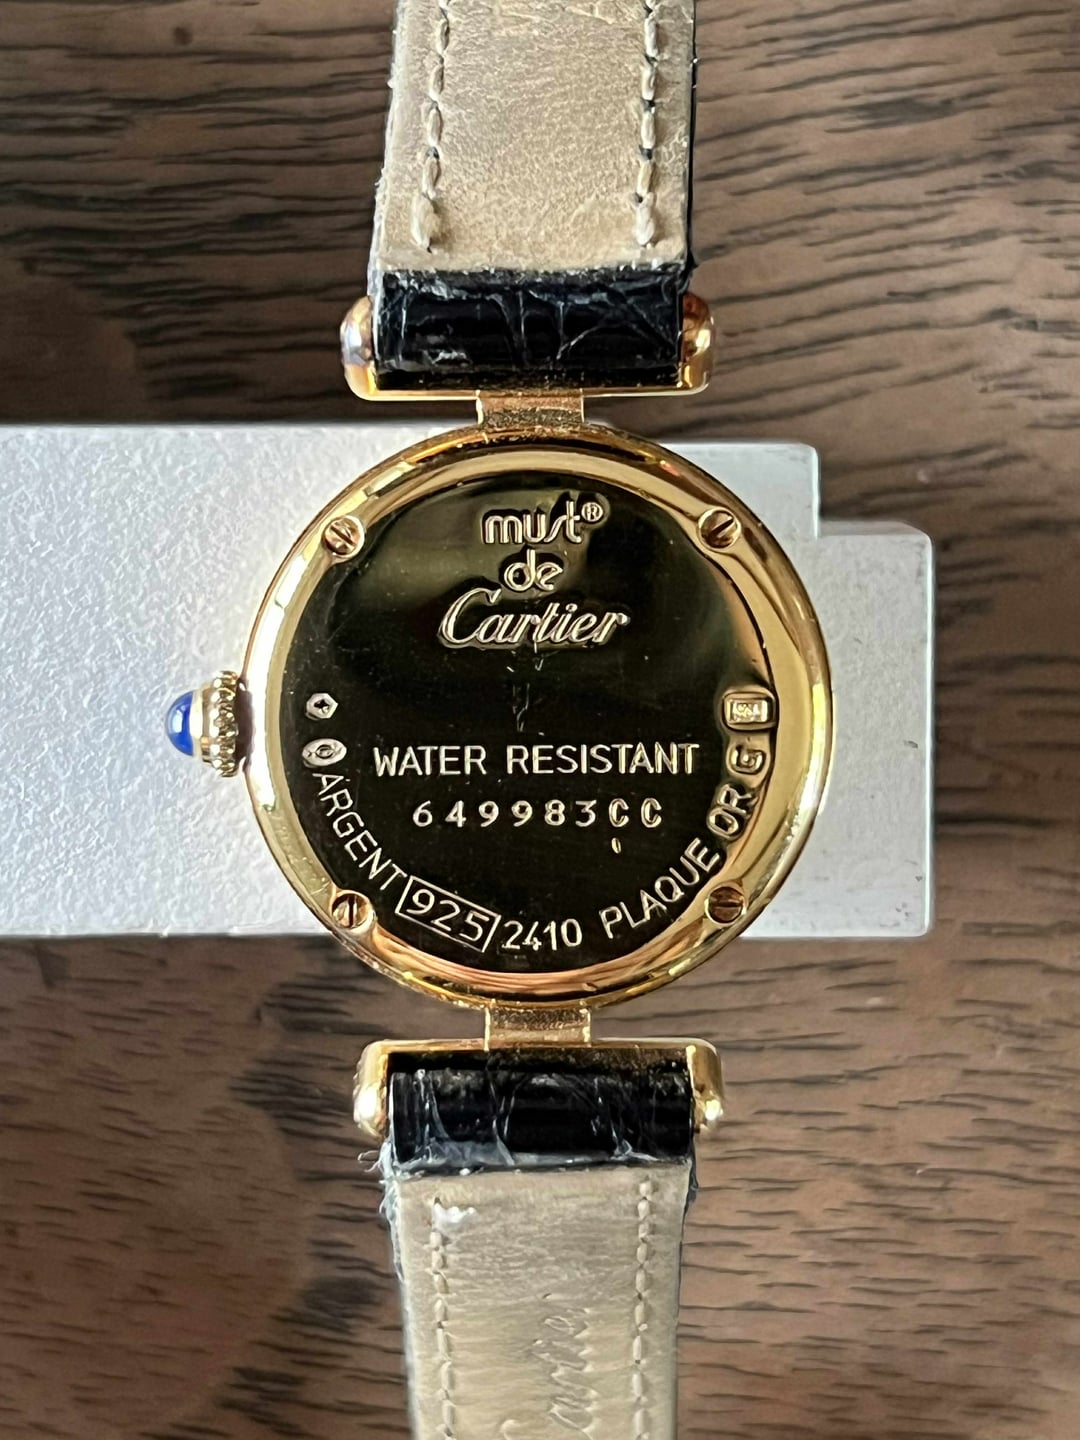 must®
de
Cartier
WATER RESISTANT
649983CC
ARGENT 925 2410 PLAQUE OR G